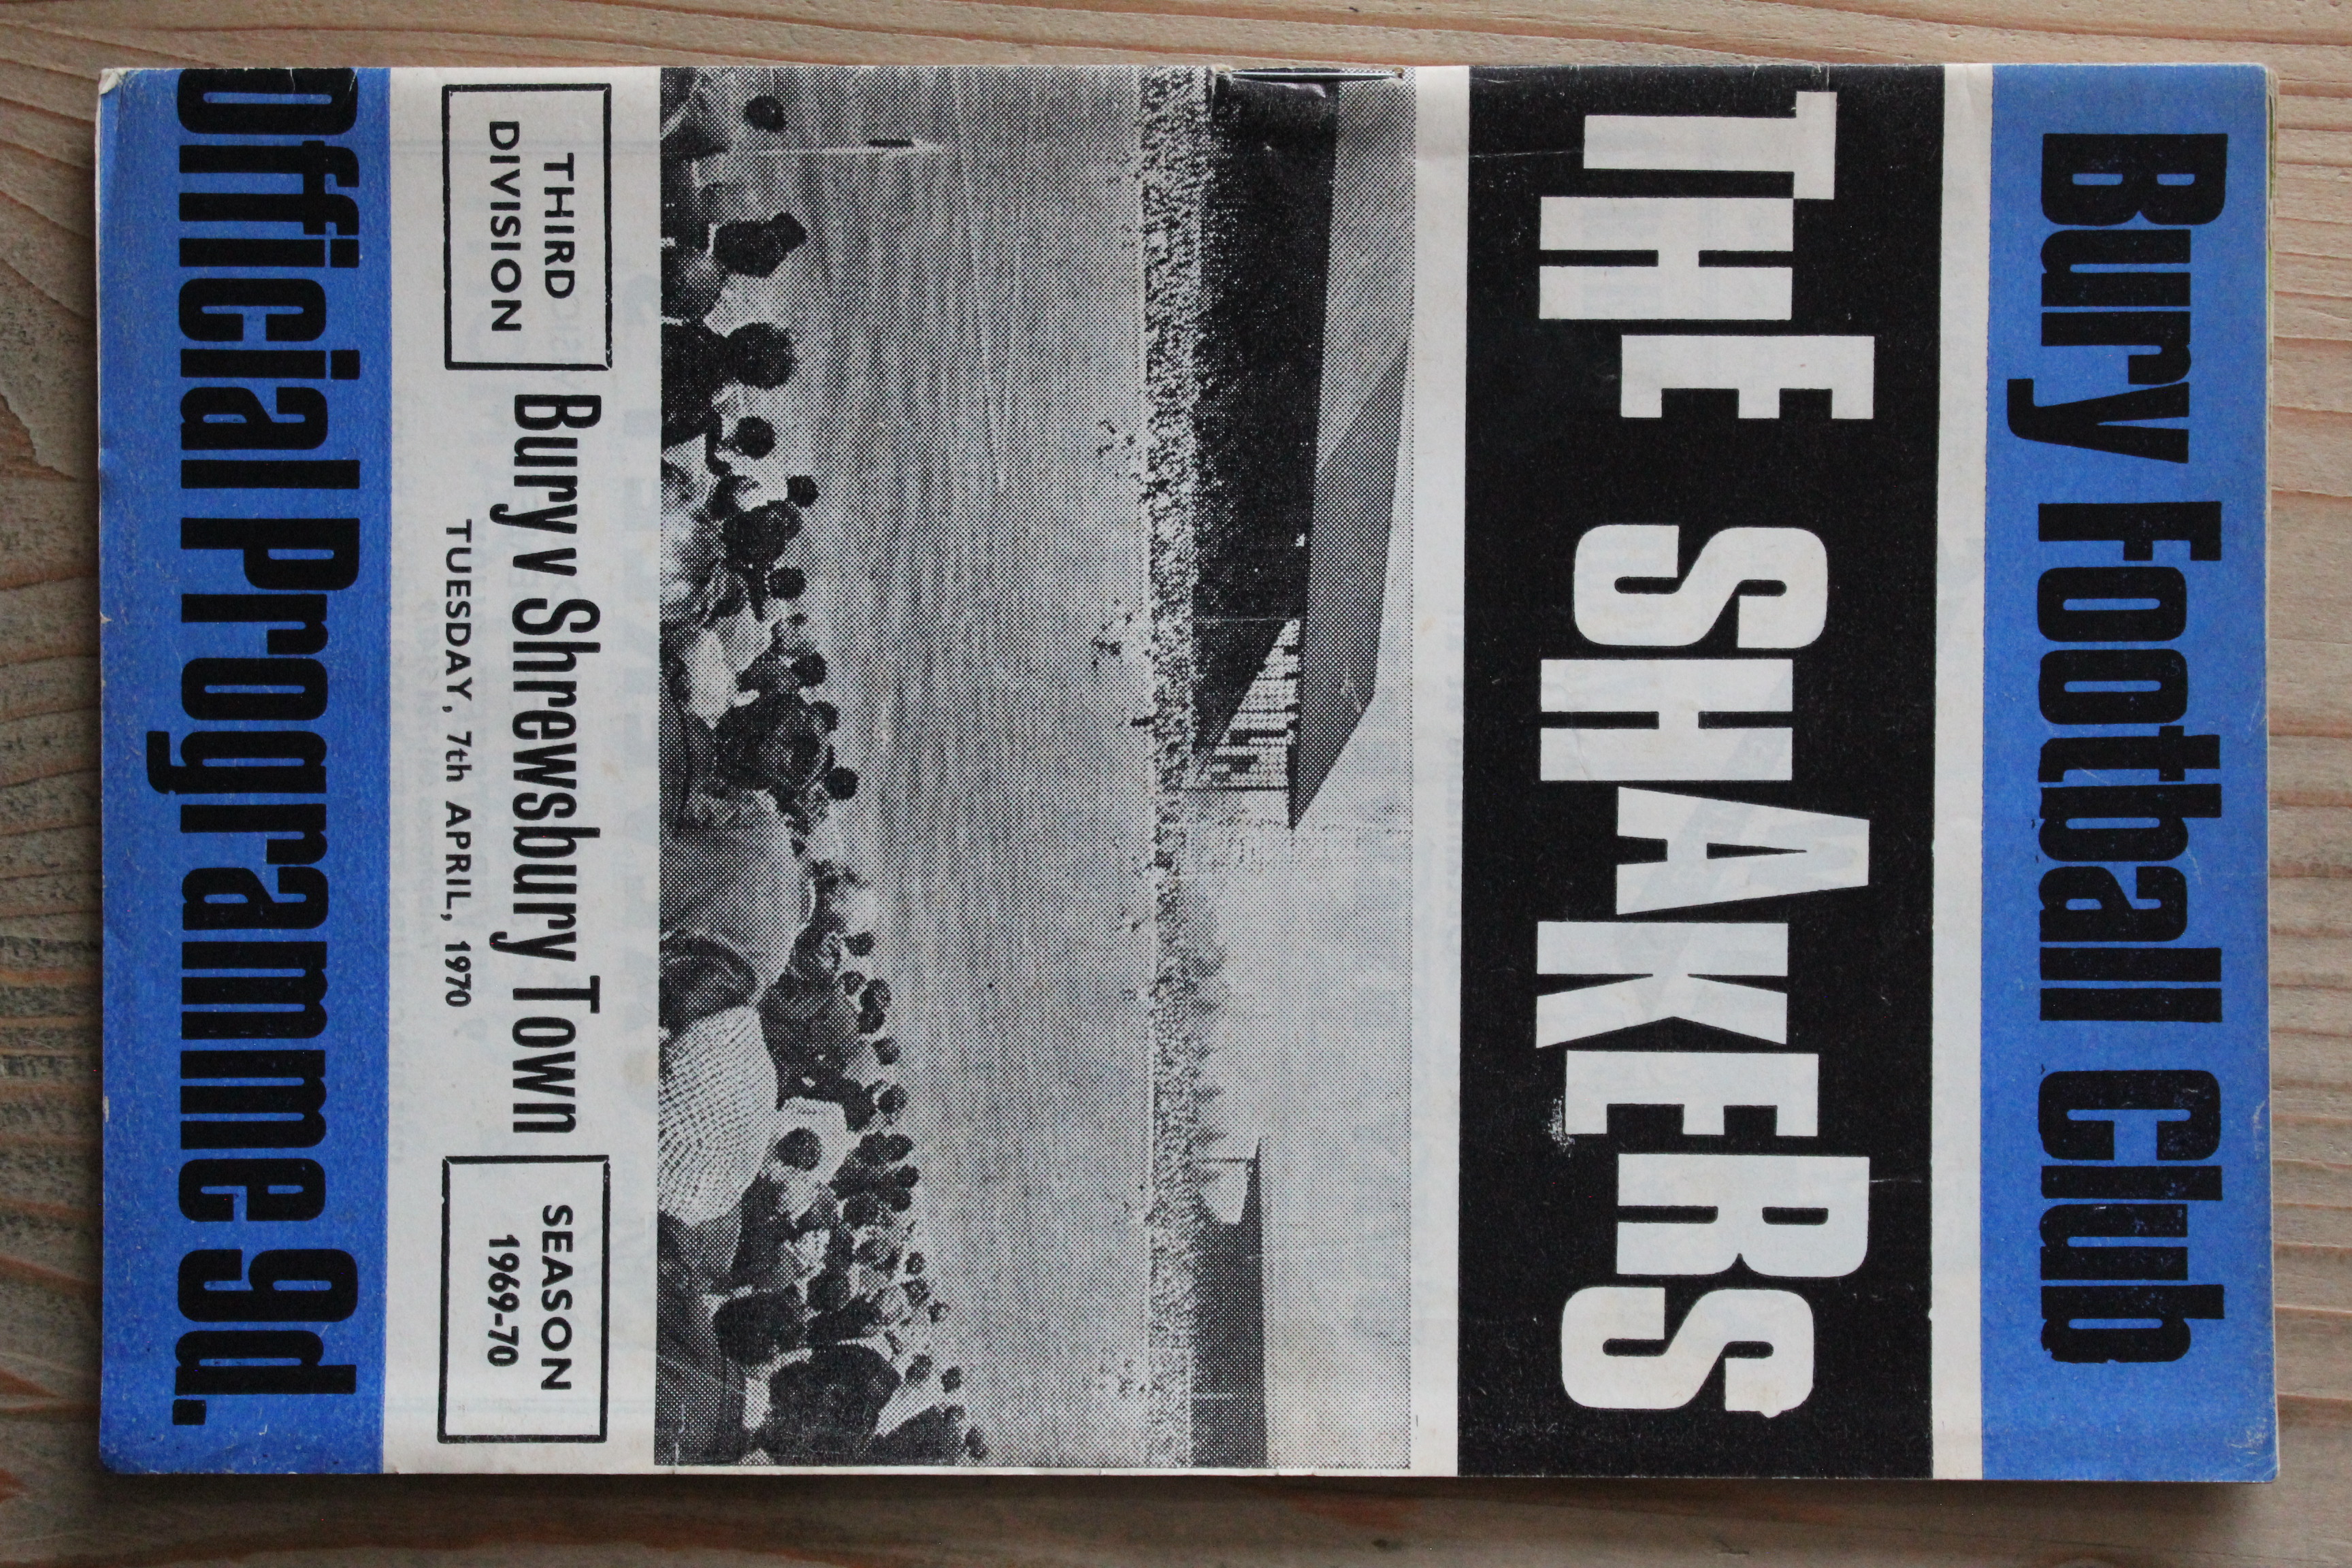 Bury Football Club
THE SHAKERS
THIRD
DIVISION
Bury v Shrewsbury Town
TUESDAY, 7th APRIL, 1970
SEASON
1969-70
Official Programme 9d.